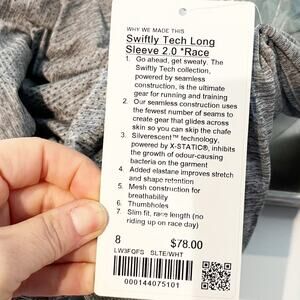 WHY WE MADE THIS
Swiftly Tech Long
Sleeve 2.0 *Race
1. Go ahead, get sweaty. The
Swiftly Tech collection,
powered by seamless
construction, is the ultimate
gear for running and training
2. Our seamless construction uses
the fewest number of seams to
create gear that glides across
skin so you can skip the chafe
3. Silverescent™ technology,
powered by X-STATIC®, inhibits
the growth of odour-causing
bacteria on the garment
4. Added elastane improves stretch
and shape retention
5. Mesh construction for
breathability
6. Thumbholes
7. Slim fit, race length (no
riding up on race day)
8 $78.00
LW3FQFS SLTE/WHT
000144075101